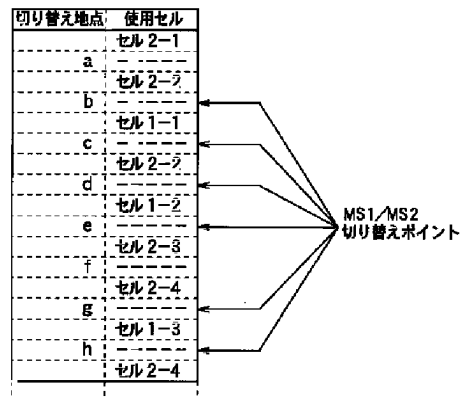 切り替え地点 使用セル
セル 2-1
a
セル 2-2
b
セル 1-1
c
セル 2-2
d
セル 1-2
e
セル 2-3
f
セル 2-4
g
セル 1-3
h
セル 2-4
MS1/MS2
切り替えポイント